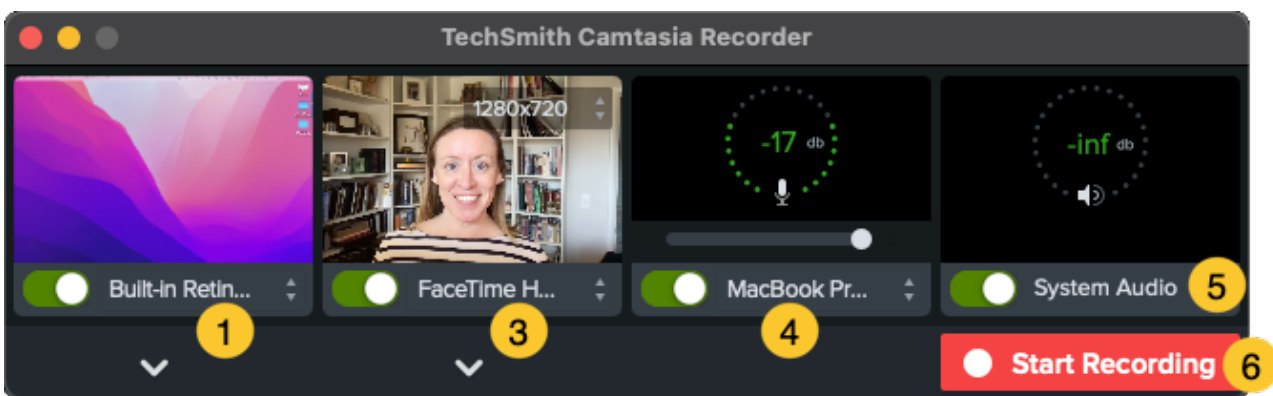 TechSmith Camtasia Recorder
1280x720
-17 db
-inf db
Built-in Retin...
FaceTime H...
MacBook Pr...
System Audio
5
1
3
4
Start Recording
6